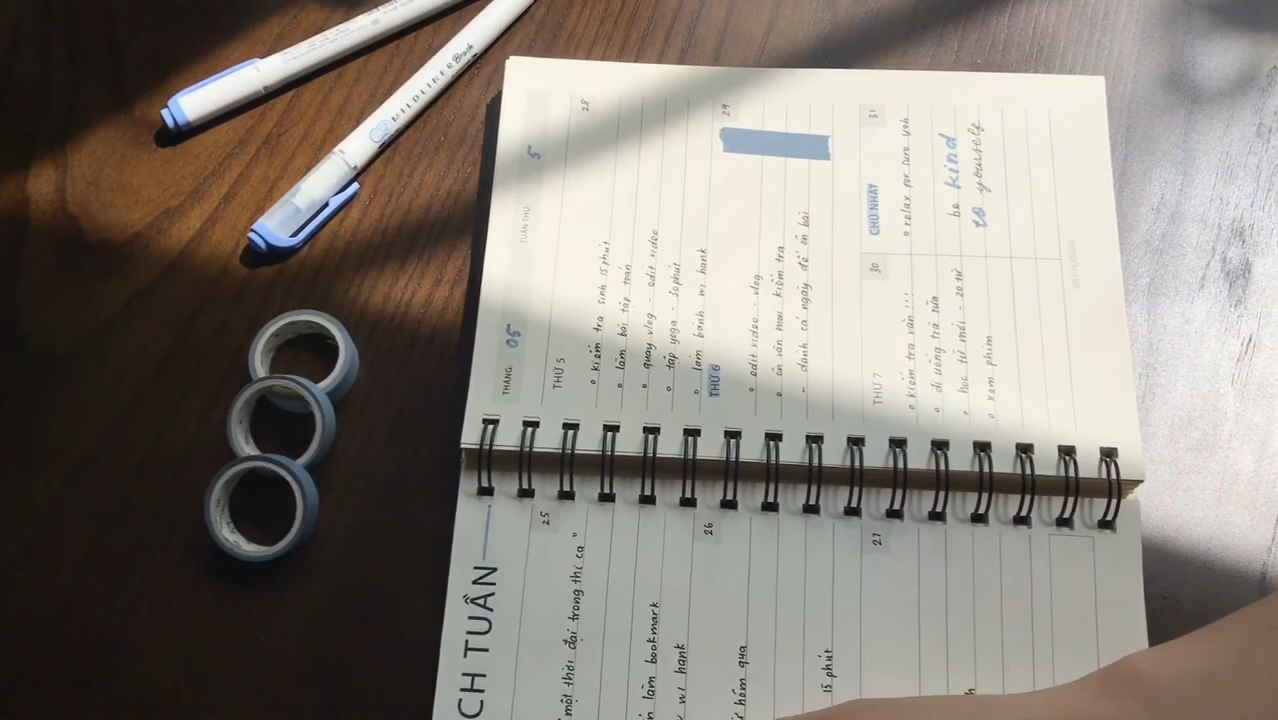 MILDLINER Brush
THÁNG: 05
TUẦN THỨ: 5
THỨ 5 28
kiểm tra sinh 15 phút
làm bài tập toán
quay vlog - edit video
tập yoga - 50 phút
làm bánh w/ hank
THỨ 6 29
edit video - vlog
ôn văn mai kiểm tra
- dành cả ngày để ôn bài
THỨ 7 30
kiểm tra văn !!!
đi uống trà sữa
học từ mới - 20 từ
xem phim
CHỦ NHẬT 31
relax for sure yeh
be kind
to yourself
CH TUẦN
25
một thời đại trong thi ca "
làm bookmark
w/ hank
26
hôm qua
15 phút
27